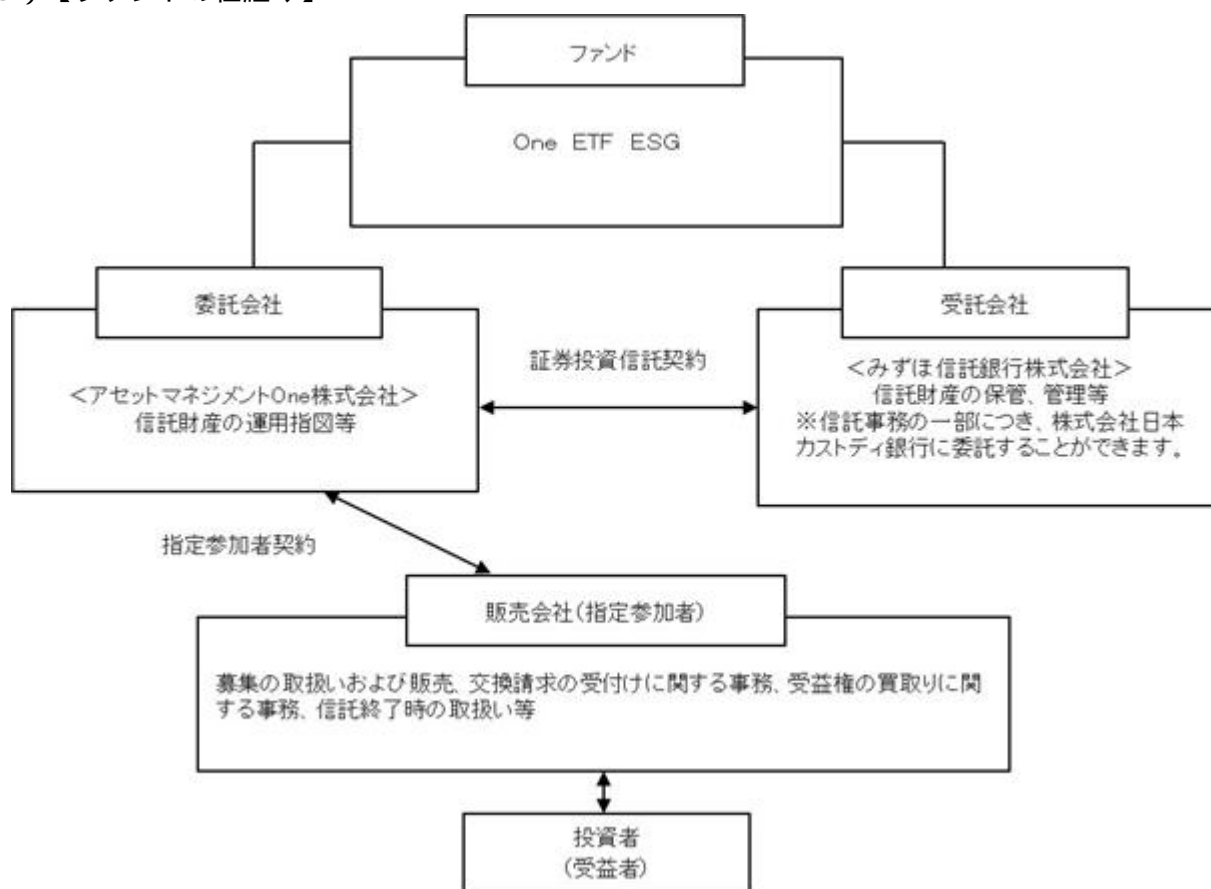 ファンド
One ETF ESG
委託会社
<アセットマネジメントOne株式会社>
信託財産の運用指図等
証券投資信託契約
受託会社
<みずほ信託銀行株式会社>
信託財産の保管、管理等
※信託事務の一部につき、株式会社日本
カストディ銀行に委託することができます。
指定参加者契約
販売会社(指定参加者)
募集の取扱いおよび販売、交換請求の受付けに関する事務、受益権の買取りに関
する事務、信託終了時の取扱い等
投資者
(受益者)